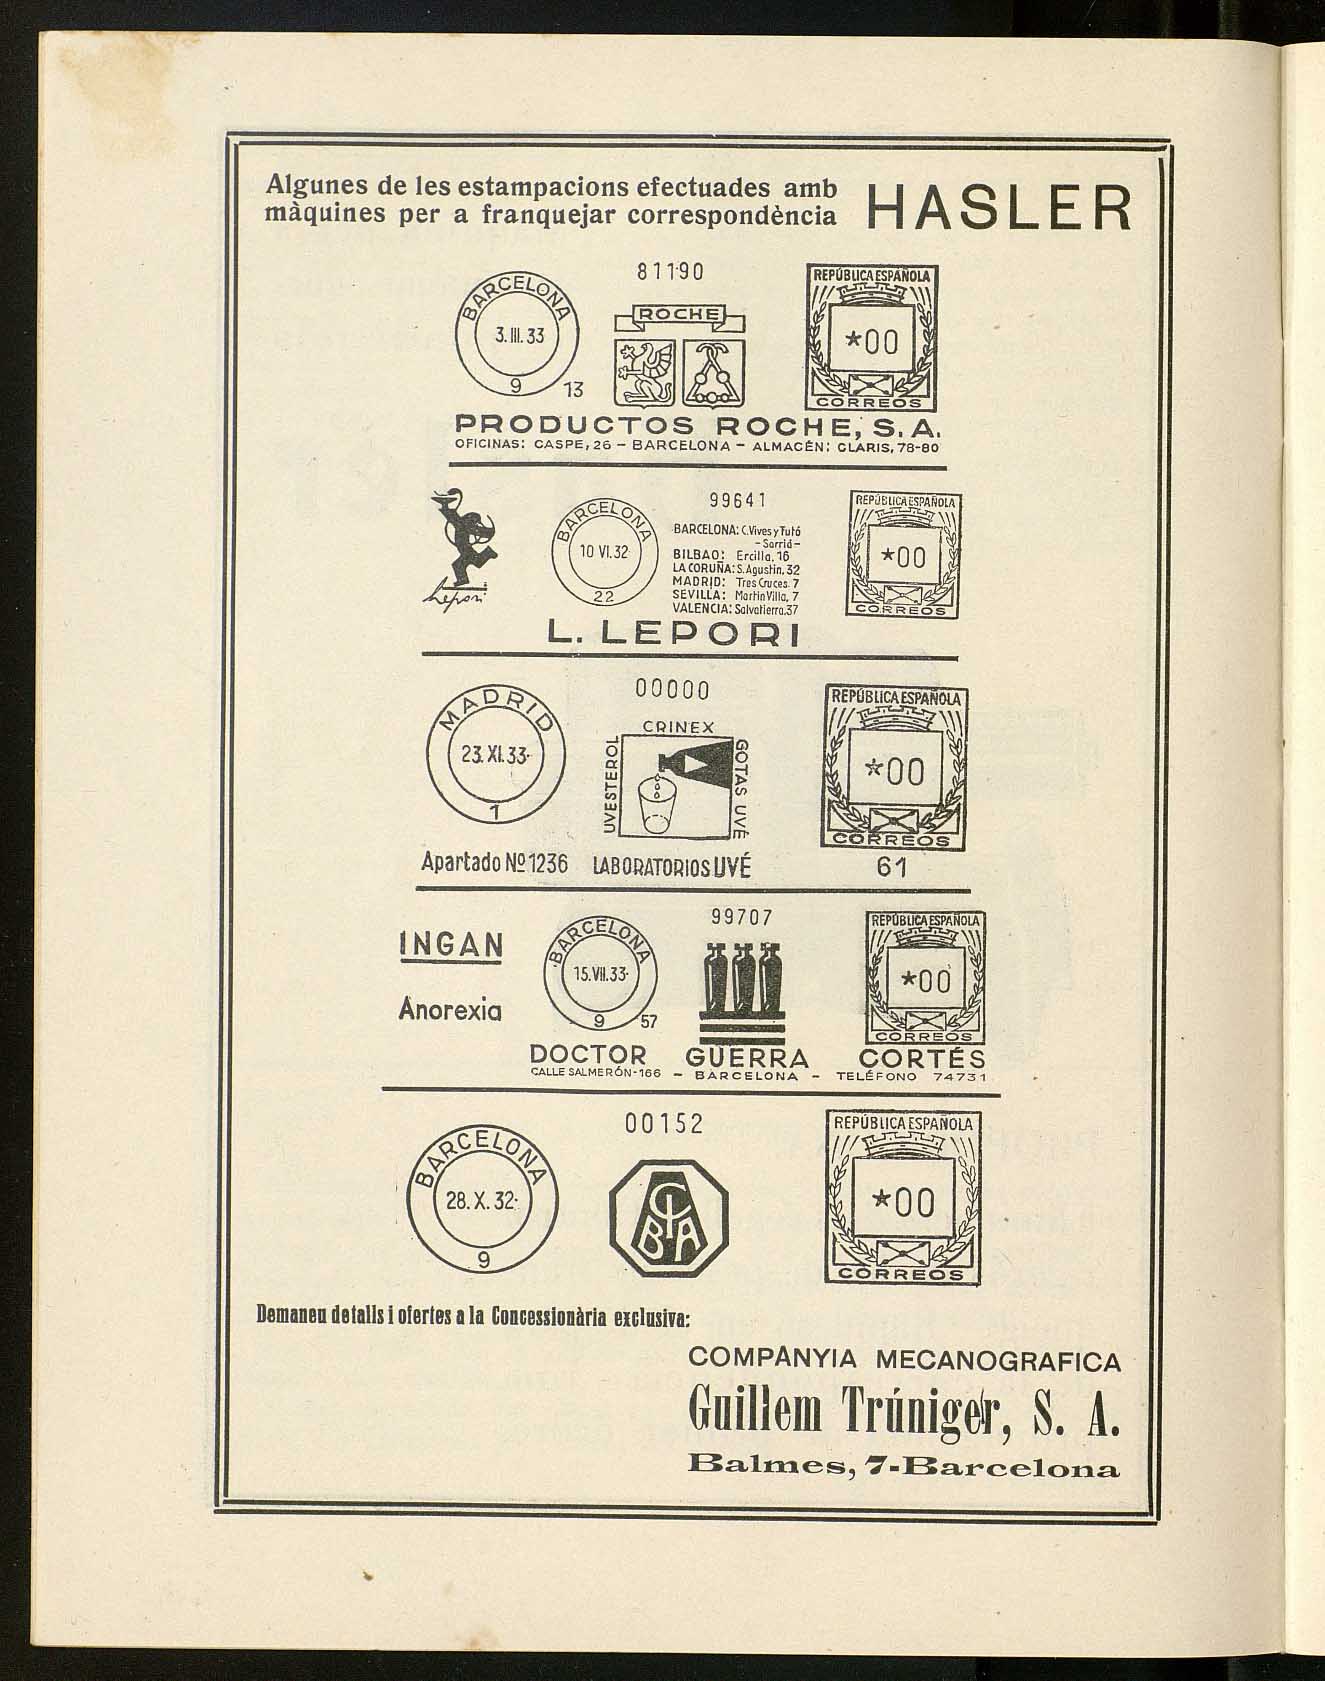 Algunes de les estampacions efectuades amb
màquines per a franquejar correspondència
HASLER
81190
BARCELONA
3.III.33
9
13
ROCHE
REPÚBLICA ESPAÑOLA
*00
CORREOS
PRODUCTOS ROCHE, S.A.
OFICINAS: CASPE, 26 - BARCELONA - ALMACÉN: CLARIS, 78-80
lepori
BARCELONA
10 VI.32
22
99641
BARCELONA: C.Vives y Tutó
- Sarriá -
BILBAO: Ercilla, 16
LA CORUÑA: S. Agustin, 32
MADRID: Tres Cruces, 7
SEVILLA: Martin Villa, 7
VALENCIA: Salvatierra, 37
REPÚBLICA ESPAÑOLA
*00
CORREOS
L. LEPORI
MADRID
23.XI.33
1
00000
CRINEX
UVESTEROL
GOTAS UVÉ
REPÚBLICA ESPAÑOLA
*00
CORREOS
Apartado Nº 1236
LABORATORIOS UVÉ
61
INGAN
Anorexia
BARCELONA
15.VII.33
9
57
99707
REPÚBLICA ESPAÑOLA
*00
CORREOS
DOCTOR GUERRA CORTÉS
CALLE SALMERÓN-166 - BARCELONA - TELÉFONO 74731
BARCELONA
28.X.32
9
00152
REPÚBLICA ESPAÑOLA
*00
CORREOS
Demaneu detalls i ofertes a la Concessionària exclusiva:
COMPANYIA MECANOGRAFICA
Guillem Trúniger, S. A.
Balmes, 7-Barcelona